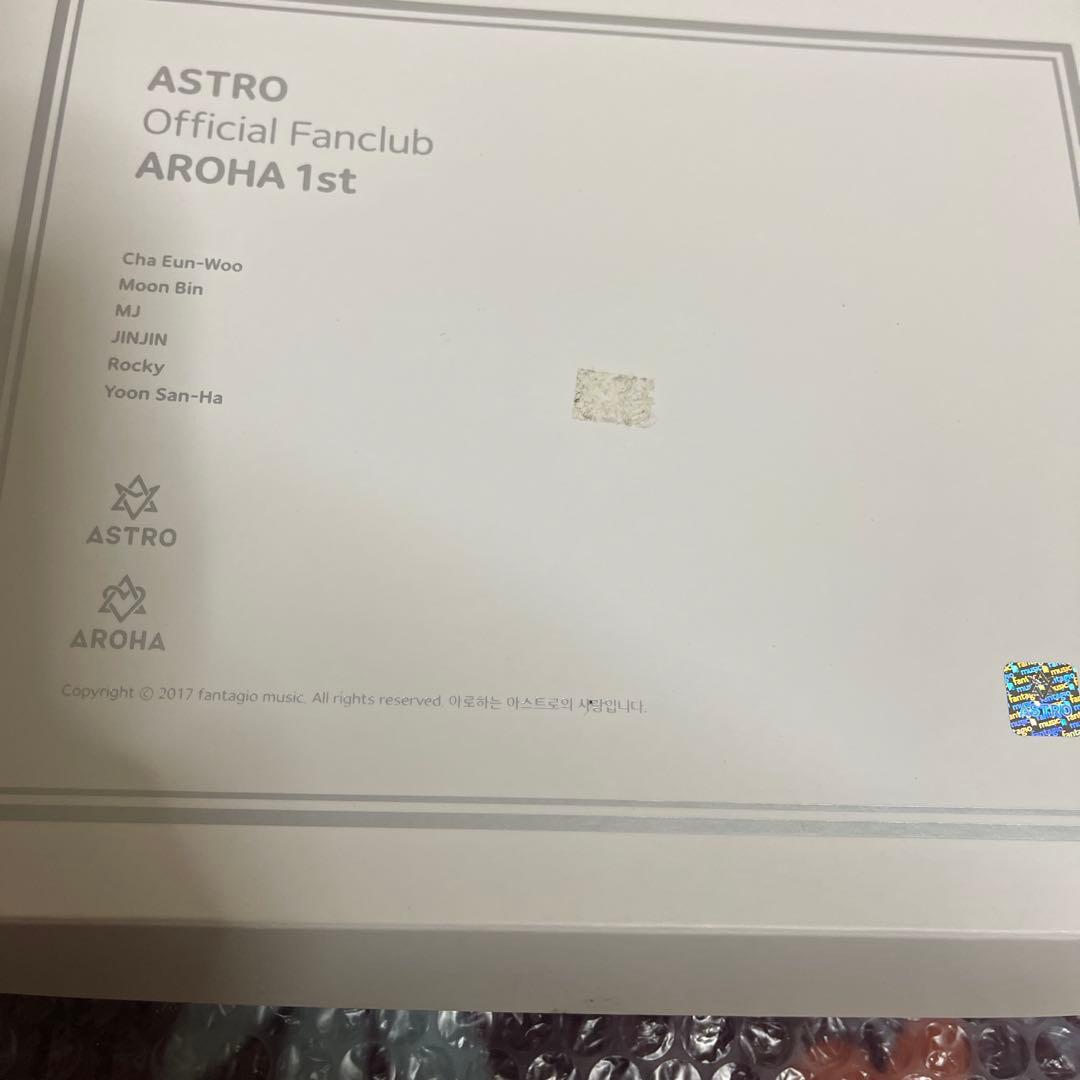 ASTRO
Official Fanclub
AROHA 1st
Cha Eun-Woo
Moon Bin
MJ
JINJIN
Rocky
Yoon San-Ha
ASTRO
AROHA
Copyright © 2017 fantagio music. All rights reserved. 아로하는 아스트로의 사랑입니다.
fantagio
music
ASTRO